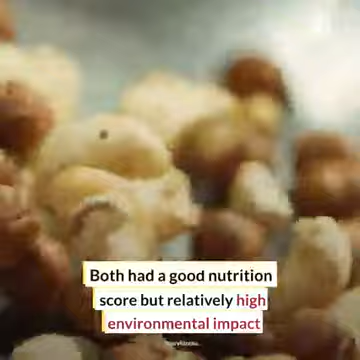 Both had a good nutrition
score but relatively high
environmental impact